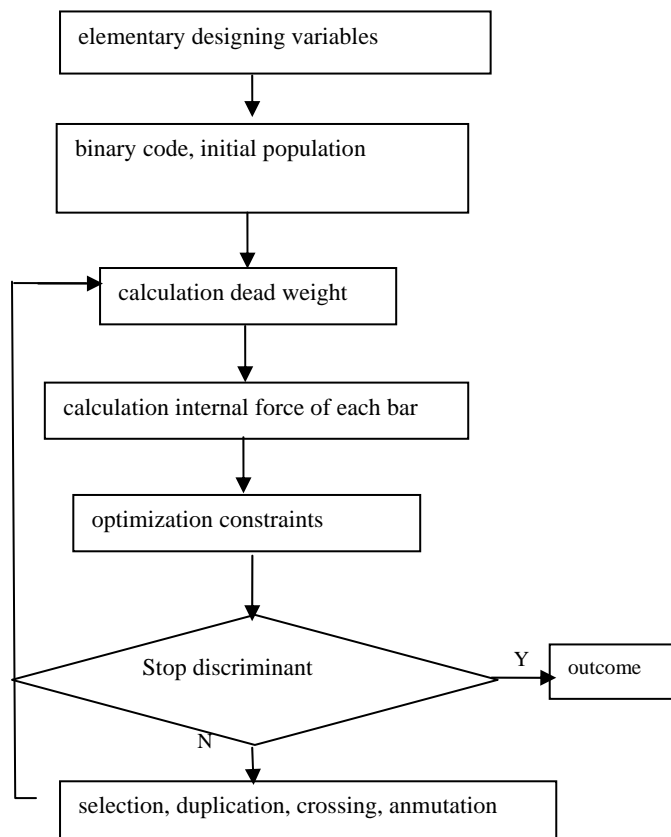 elementary designing variables
binary code, initial population
calculation dead weight
calculation internal force of each bar
optimization constraints
Stop discriminant
Y
outcome
N
selection, duplication, crossing, anmutation